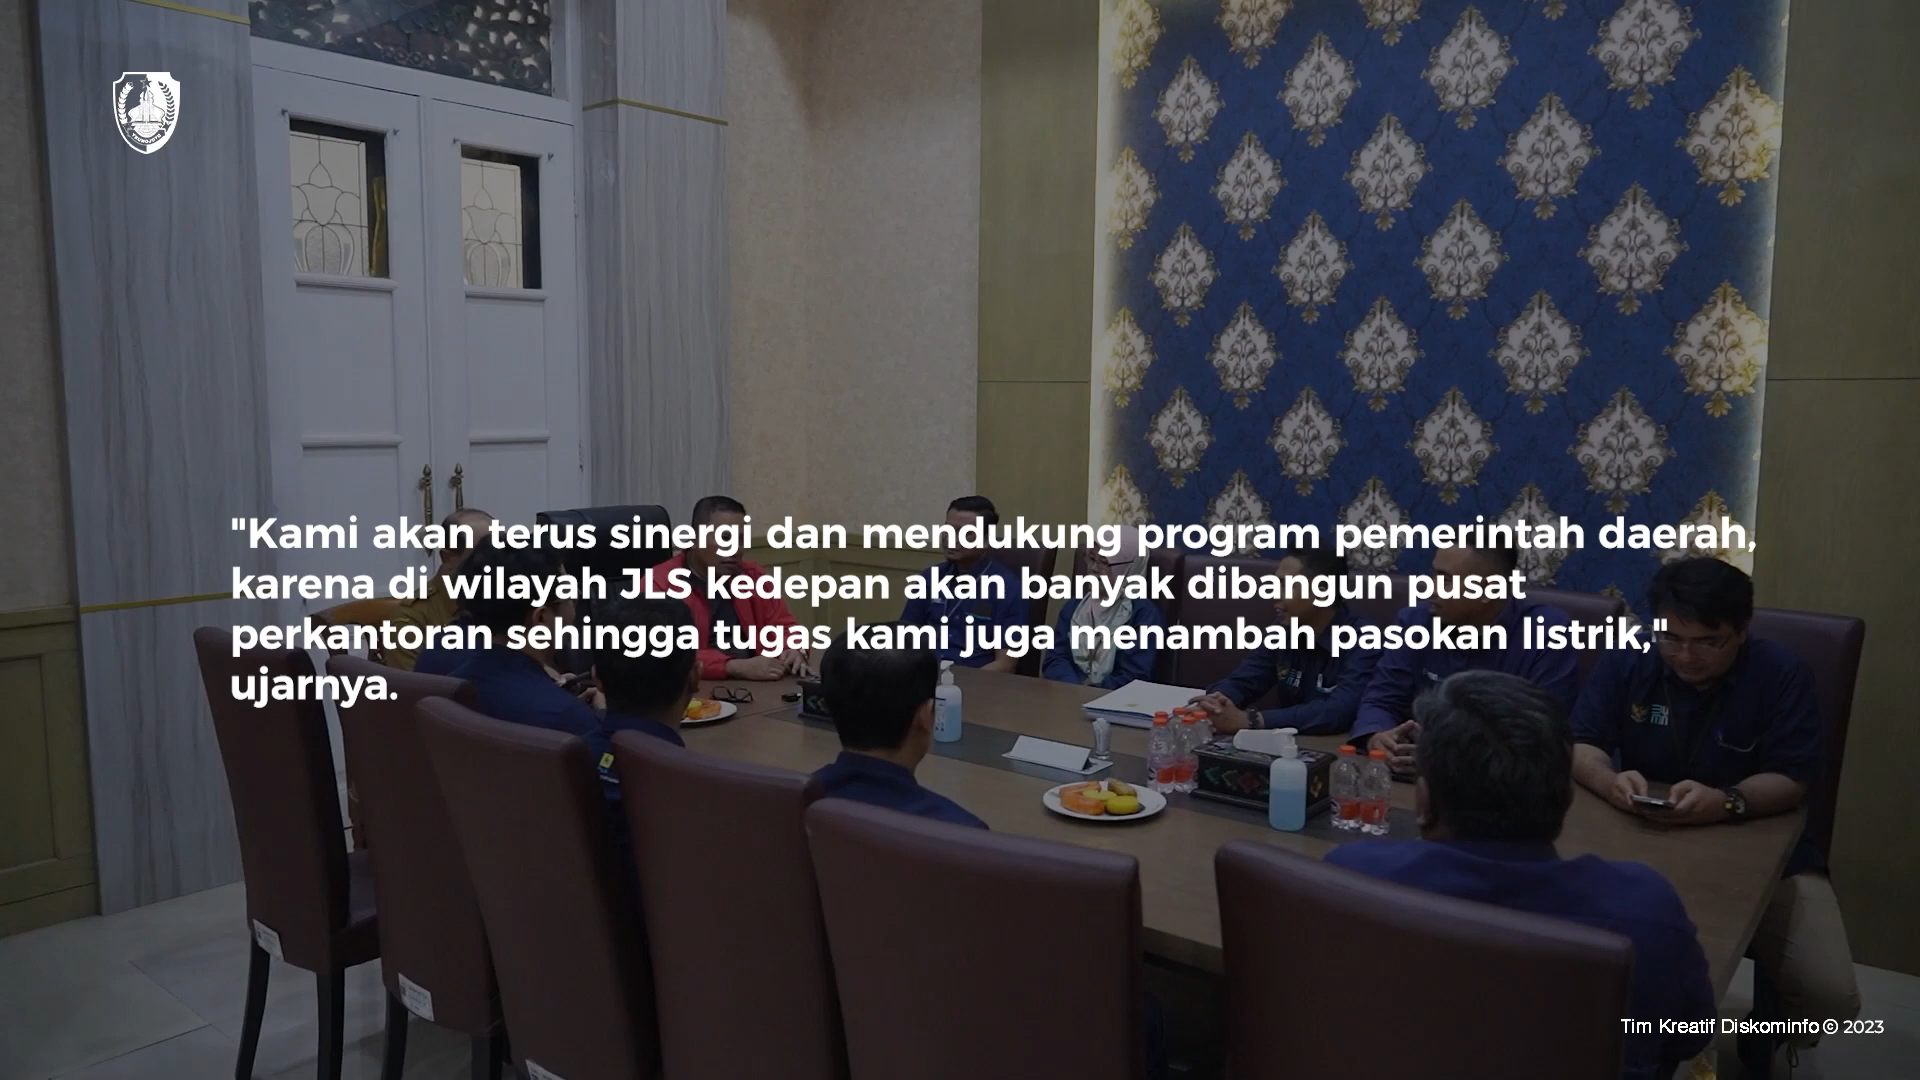 "Kami akan terus sinergi dan mendukung program pemerintah daerah,
karena di wilayah JLS kedepan akan banyak dibangun pusat
perkantoran sehingga tugas kami juga menambah pasokan listrik,"
ujarnya.
Tim Kreatif Diskominfo © 2023